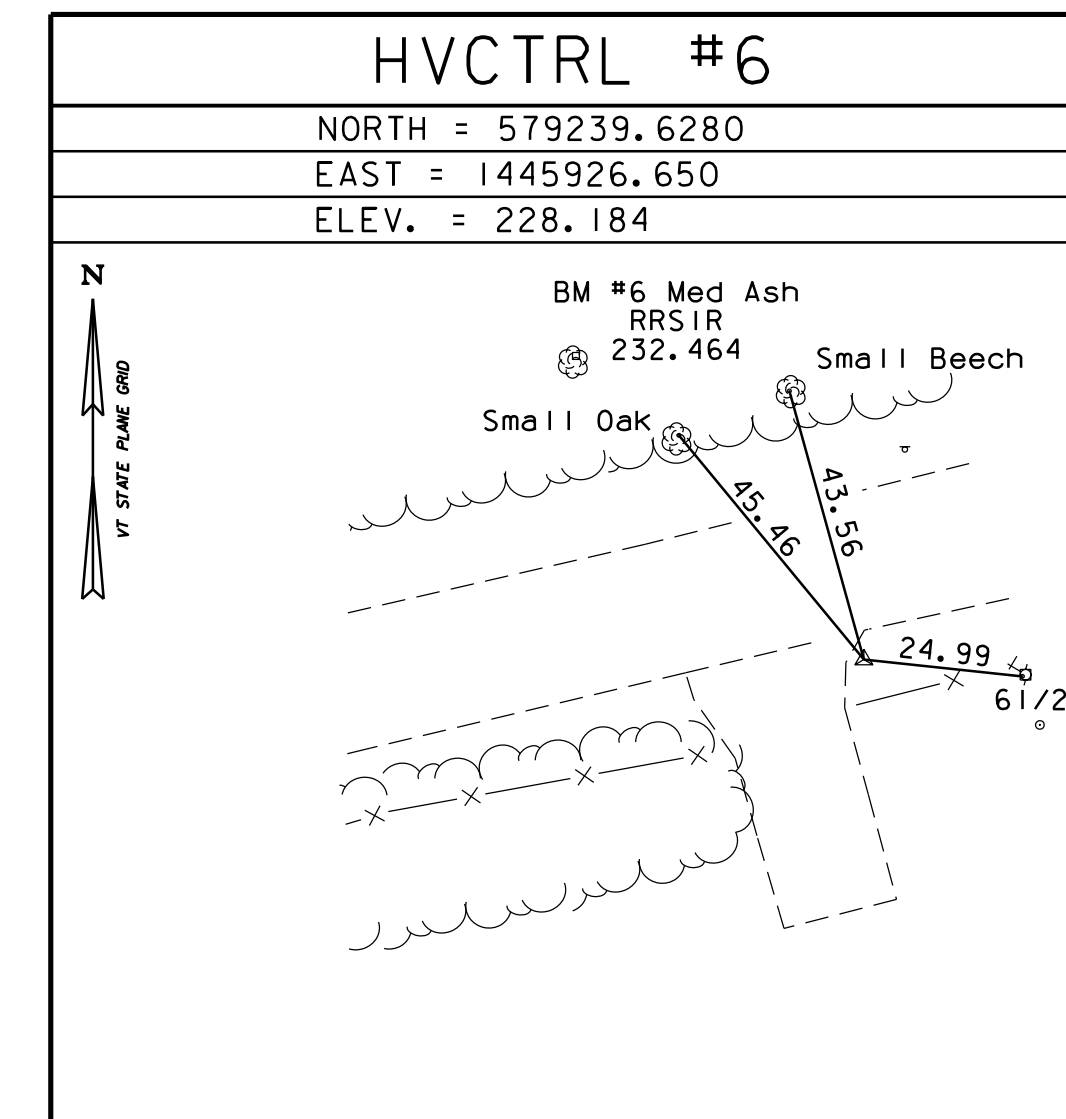 HVCTRL #6
NORTH = 579239.6280
EAST = 1445926.650
ELEV. = 228.184
N
VT STATE PLANE GRID
BM #6 Med Ash
RRSIR
232.464
Small Beech
Small Oak
45.46
43.56
24.99
61/2